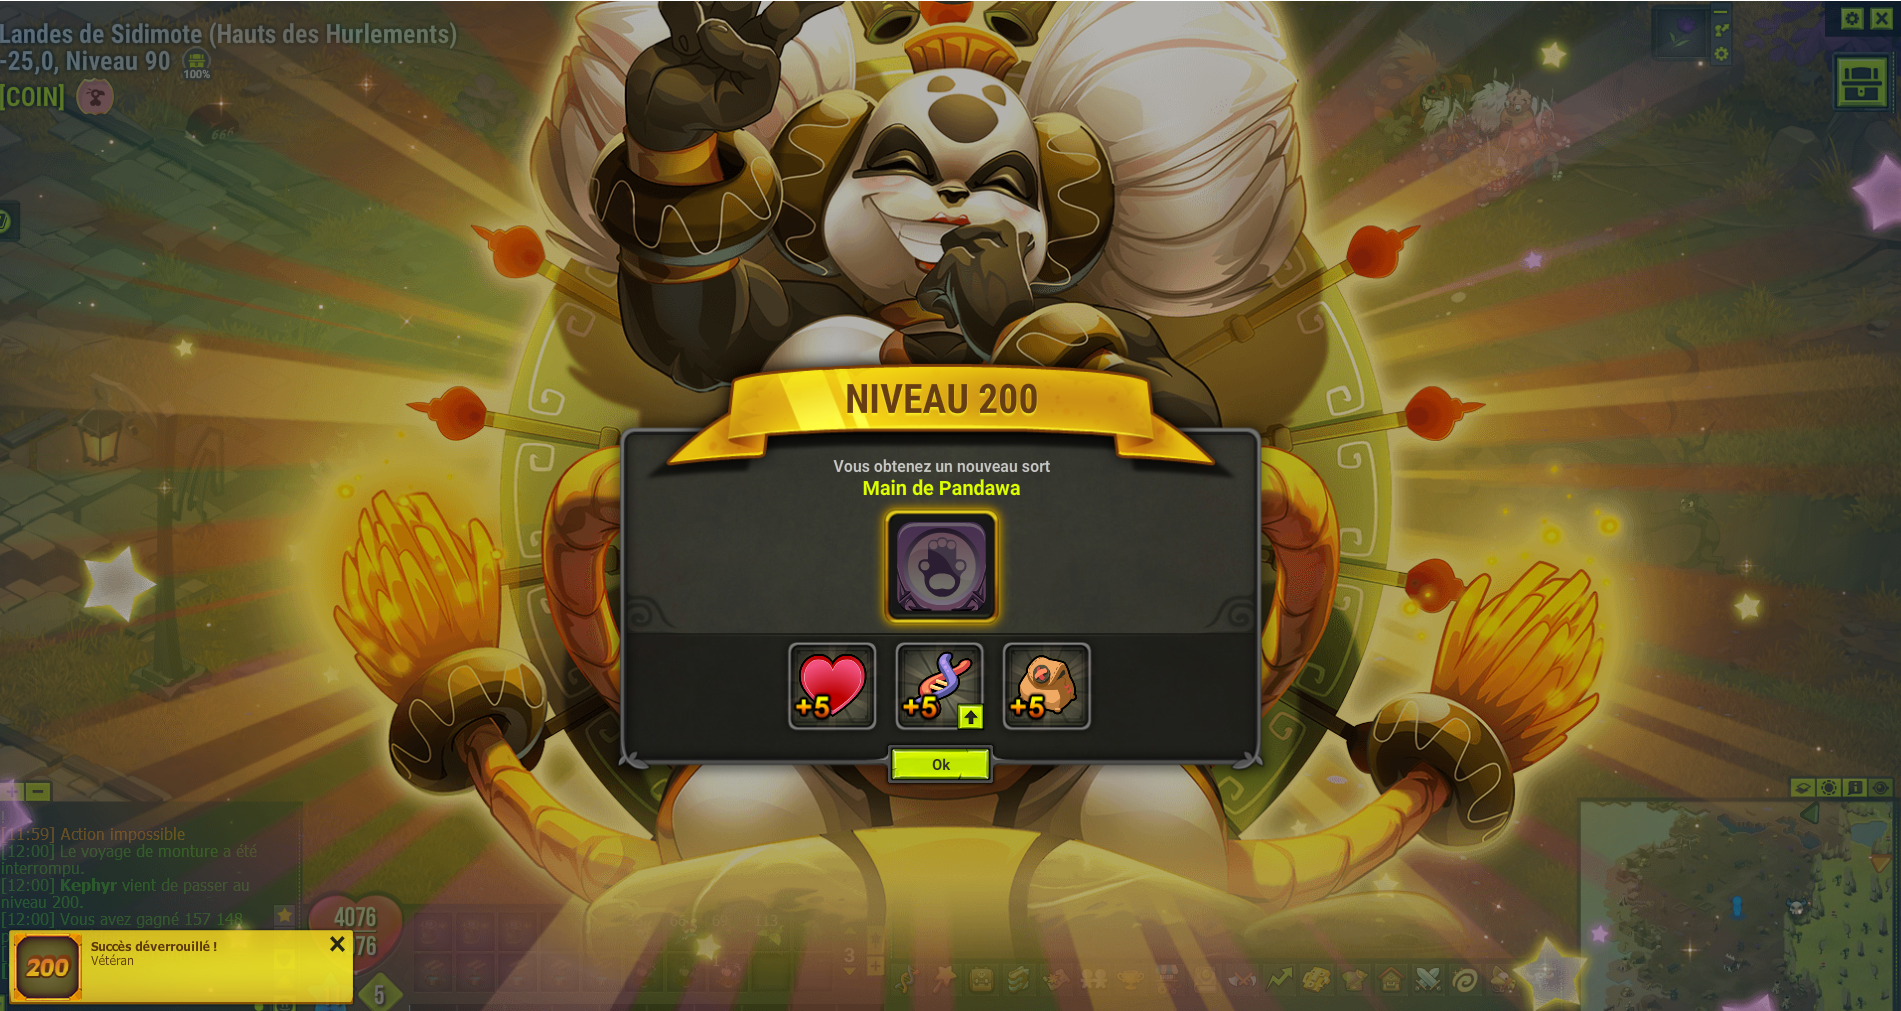 Landes de Sidimote (Hauts des Hurlements)
-25,0, Niveau 90
100%
[COIN]
666
NIVEAU 200
Vous obtenez un nouveau sort
Main de Pandawa
+5
+5
+5
Ok
[11:59] Action impossible
[12:00] Le voyage de monture a été
interrompu.
[12:00] Kephyr vient de passer au
niveau 200.
[12:00] Vous avez gagné 157 148
4076
76
5
3
200
Succès déverrouillé !
Vétéran